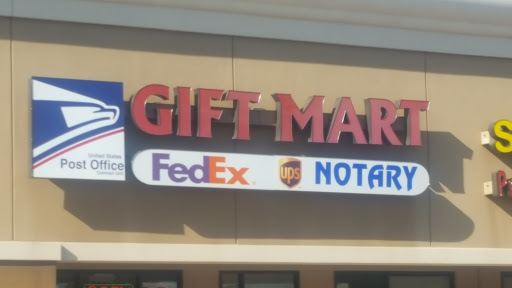 GIFT MART
United States
Post Office
FedEx
ups
NOTARY